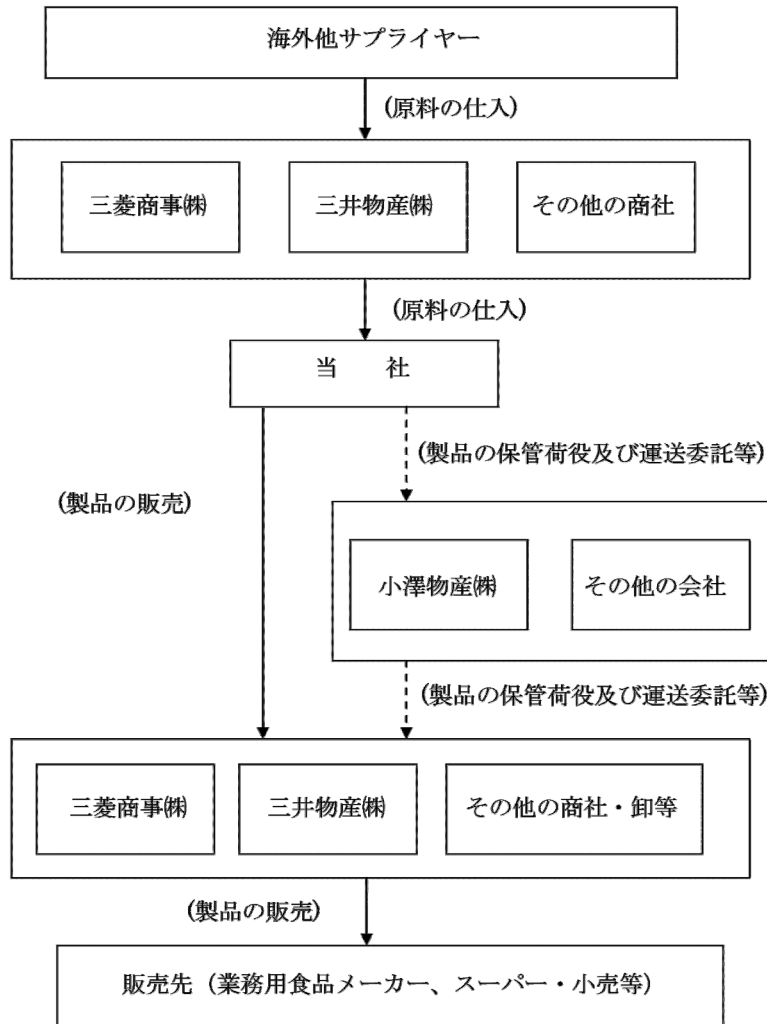 海外他サプライヤー
(原料の仕入)
三菱商事㈱
三井物産㈱
その他の商社
(原料の仕入)
当　　社
(製品の保管荷役及び運送委託等)
(製品の販売)
小澤物産㈱
その他の会社
(製品の保管荷役及び運送委託等)
三菱商事㈱
三井物産㈱
その他の商社・卸等
(製品の販売)
販売先（業務用食品メーカー、スーパー・小売等）